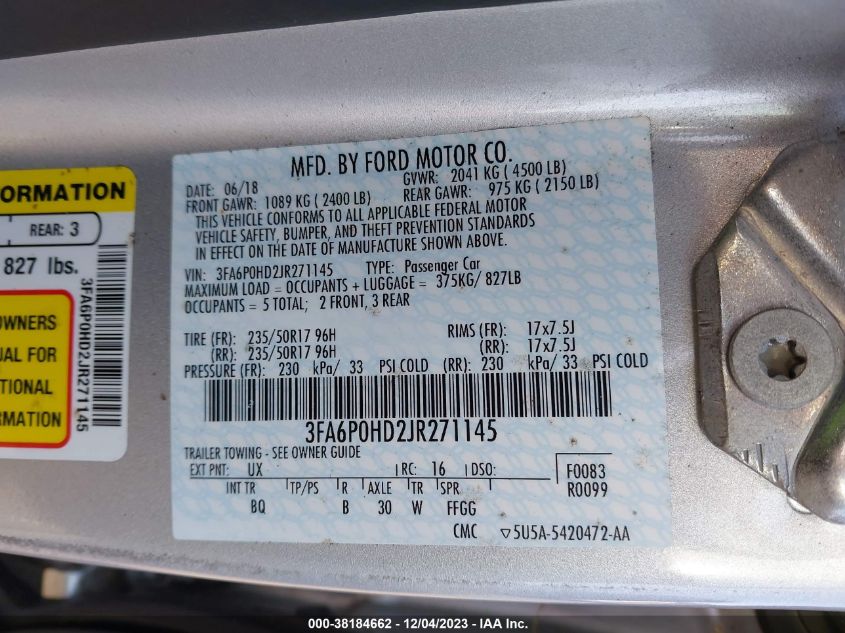 ORMATION
REAR: 3
827 lbs.
OWNERS
UAL FOR
ITIONAL
RMATION
3FA6P0HD2JR271145
MFD. BY FORD MOTOR CO.
DATE: 06/18 GVWR: 2041 KG ( 4500 LB)
FRONT GAWR: 1089 KG ( 2400 LB) REAR GAWR: 975 KG ( 2150 LB)
THIS VEHICLE CONFORMS TO ALL APPLICABLE FEDERAL MOTOR
VEHICLE SAFETY, BUMPER, AND THEFT PREVENTION STANDARDS
IN EFFECT ON THE DATE OF MANUFACTURE SHOWN ABOVE.
VIN: 3FA6P0HD2JR271145 TYPE: Passenger Car
MAXIMUM LOAD = OCCUPANTS + LUGGAGE = 375KG/ 827LB
OCCUPANTS = 5 TOTAL; 2 FRONT, 3 REAR
TIRE (FR): 235/50R17 96H RIMS (FR): 17x7.5J
(RR): 235/50R17 96H (RR): 17x7.5J
PRESSURE (FR): 230 kPa/ 33 PSI COLD (RR): 230 kPa/ 33 PSI COLD
3FA6P0HD2JR271145
TRAILER TOWING - SEE OWNER GUIDE
EXT PNT: UX RC: 16 DSO: F0083
INT TR TP/PS R AXLE TR SPR R0099
BQ B 30 W FFGG
CMC ▽5U5A-5420472-AA
000-38184662 - 12/04/2023 - IAA Inc.